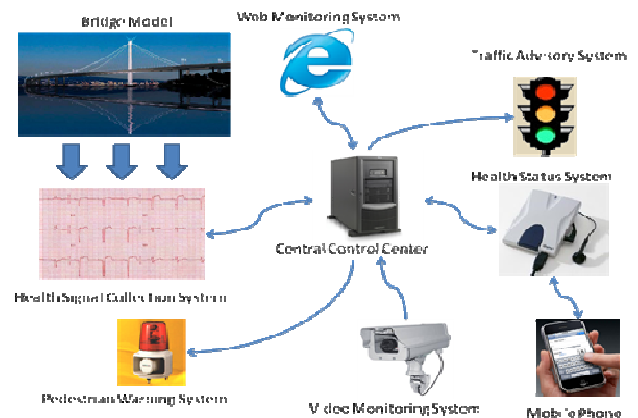 Bridge Model
Web Monitoring System
Traffic Advisory System
Health Status System
Central Control Center
Health Signal Collection System
Pedestrian Warning System
Video Monitoring System
Mobile Phone